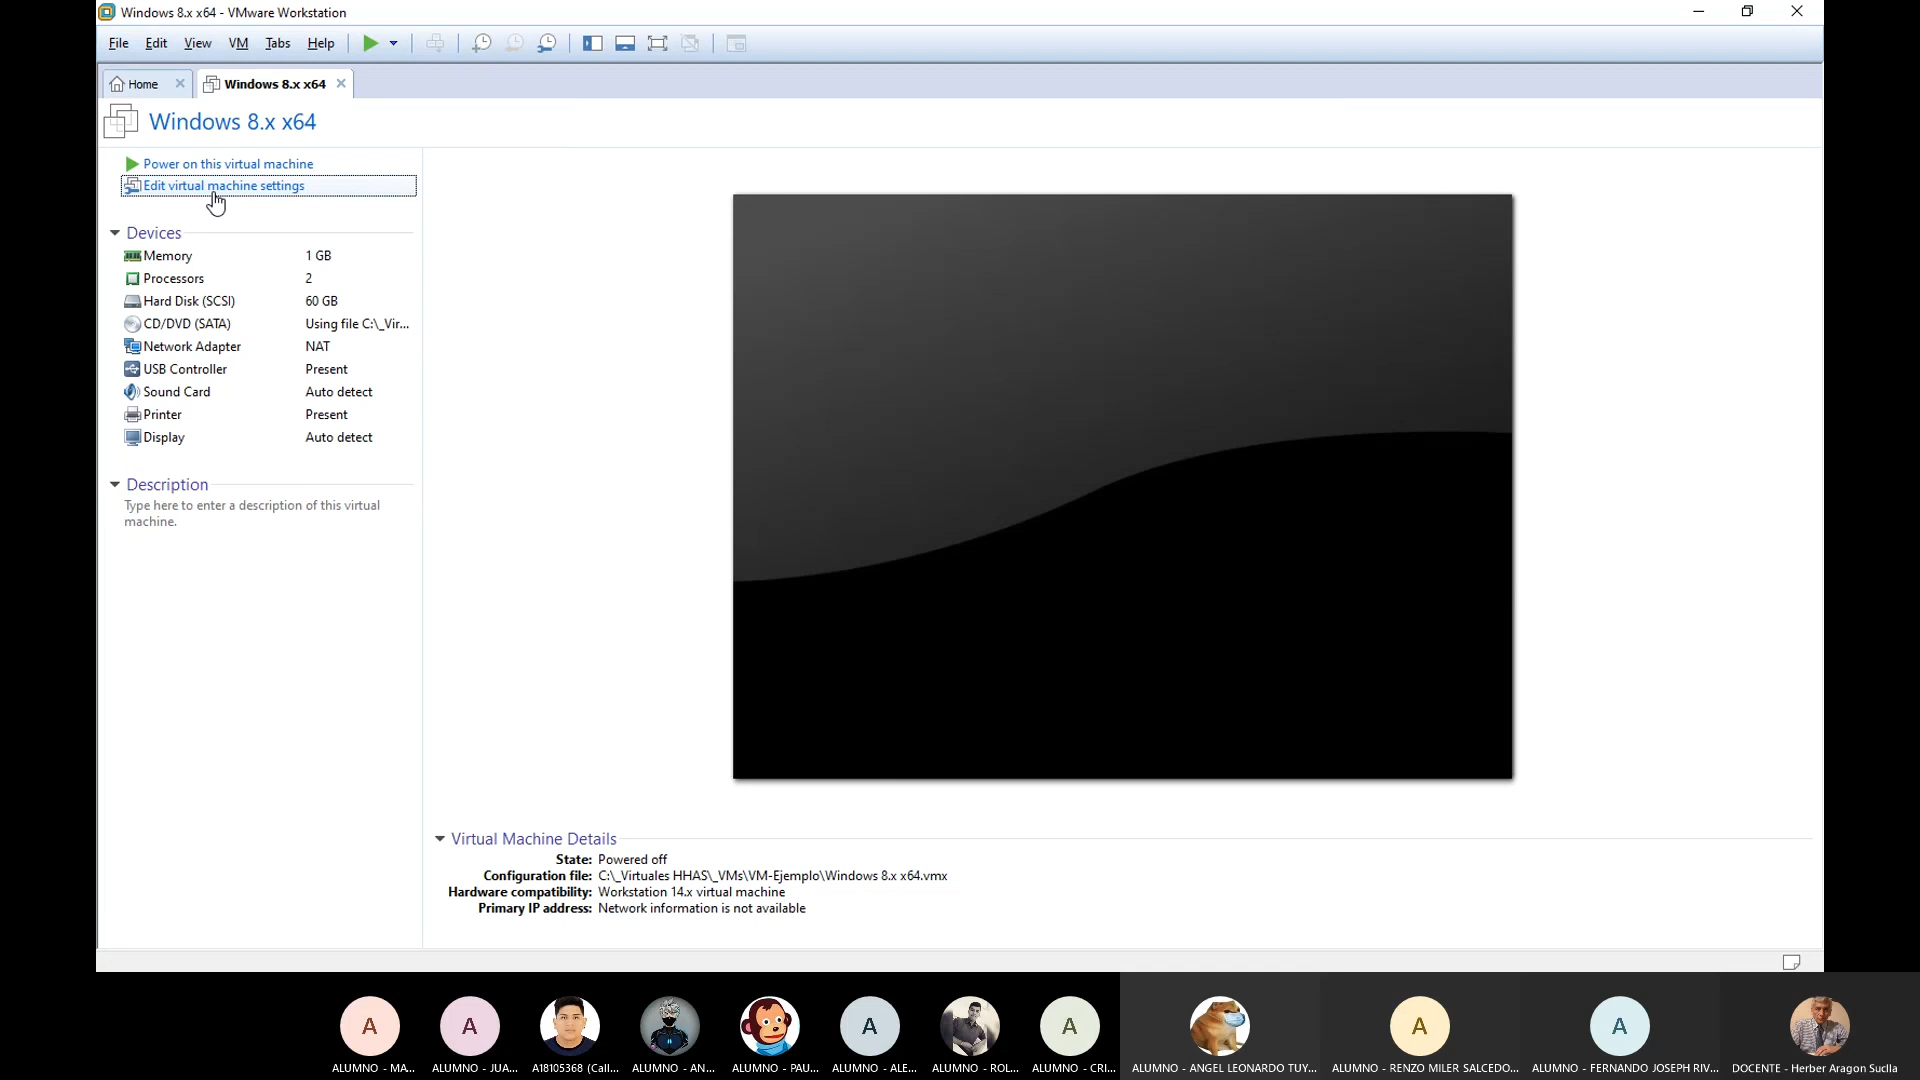 Windows 8.x x64 - VMware Workstation
File Edit View VM Tabs Help
Home Windows 8.x x64
Windows 8.x x64
Power on this virtual machine
Edit virtual machine settings
Devices
Memory 1 GB
Processors 2
Hard Disk (SCSI) 60 GB
CD/DVD (SATA) Using file C:\_Vir...
Network Adapter NAT
USB Controller Present
Sound Card Auto detect
Printer Present
Display Auto detect
Description
Type here to enter a description of this virtual
machine.
Virtual Machine Details
State: Powered off
Configuration file: C:\_Virtuales HHAS\_VMs\VM-Ejemplo\Windows 8.x x64.vmx
Hardware compatibility: Workstation 14.x virtual machine
Primary IP address: Network information is not available
A A A A A A
ALUMNO - MA... ALUMNO - JUA... A18105368 (Call... ALUMNO - AN... ALUMNO - PAU... ALUMNO - ALE... ALUMNO - ROL... ALUMNO - CRI... ALUMNO - ANGEL LEONARDO TUY... ALUMNO - RENZO MILER SALCEDO... ALUMNO - FERNANDO JOSEPH RIV... DOCENTE - Herber Aragon Suclla